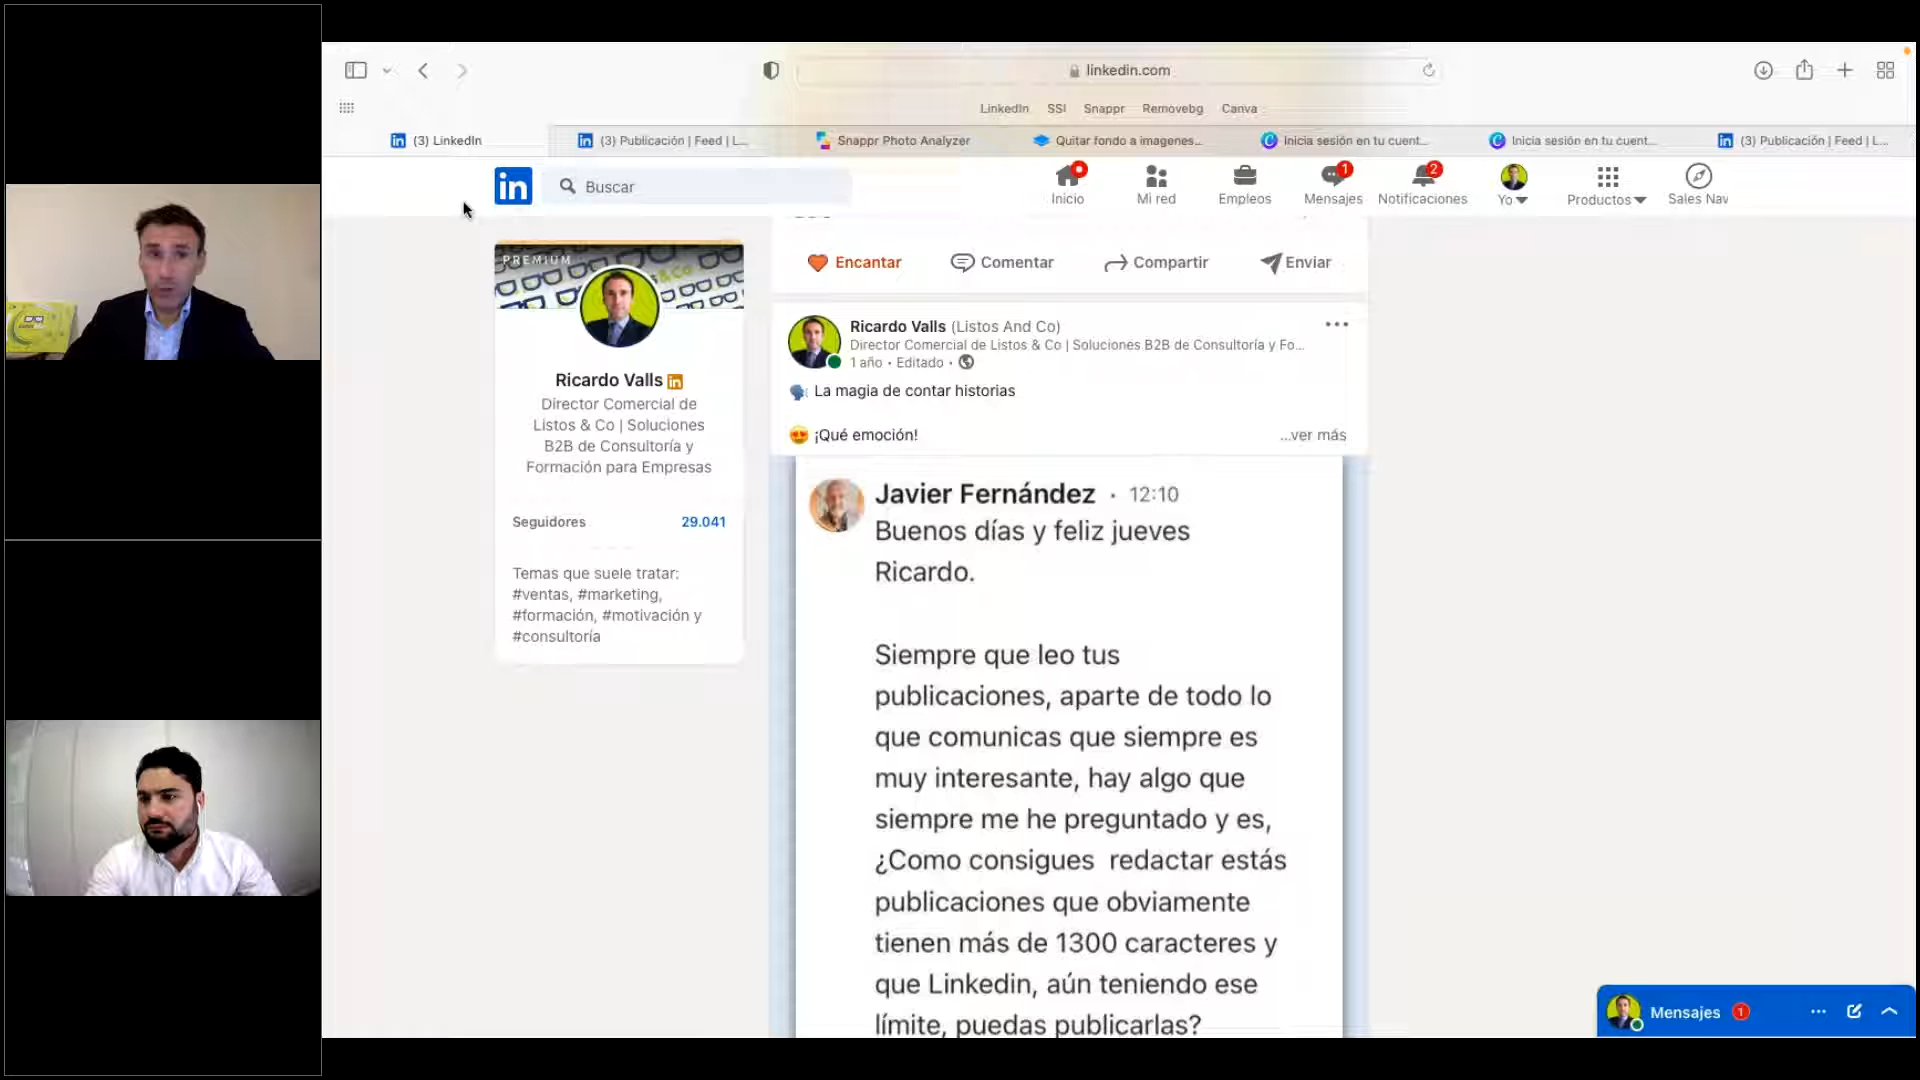 linkedin.com
LinkedIn SSI Snappr Removebg Canva
(3) LinkedIn
(3) Publicación | Feed | L...
Snappr Photo Analyzer
Quitar fondo a imagenes...
Inicia sesión en tu cuent...
Inicia sesión en tu cuent...
(3) Publicación | Feed | L...
in
Buscar
Inicio
Mi red
Empleos
1
Mensajes
2
Notificaciones
Yo
Productos
Sales Nav
PREMIUM
Ricardo Valls in
Director Comercial de
Listos & Co | Soluciones
B2B de Consultoría y
Formación para Empresas
Seguidores 29.041
Temas que suele tratar:
#ventas, #marketing,
#formación, #motivación y
#consultoría
Encantar Comentar Compartir Enviar
Ricardo Valls (Listos And Co)
Director Comercial de Listos & Co | Soluciones B2B de Consultoría y Fo...
1 año • Editado •
La magia de contar historias
¡Qué emoción!
...ver más
Javier Fernández · 12:10
Buenos días y feliz jueves
Ricardo.
Siempre que leo tus
publicaciones, aparte de todo lo
que comunicas que siempre es
muy interesante, hay algo que
siempre me he preguntado y es,
¿Como consigues redactar estás
publicaciones que obviamente
tienen más de 1300 caracteres y
que Linkedin, aún teniendo ese
límite, puedas publicarlas?
Mensajes 1